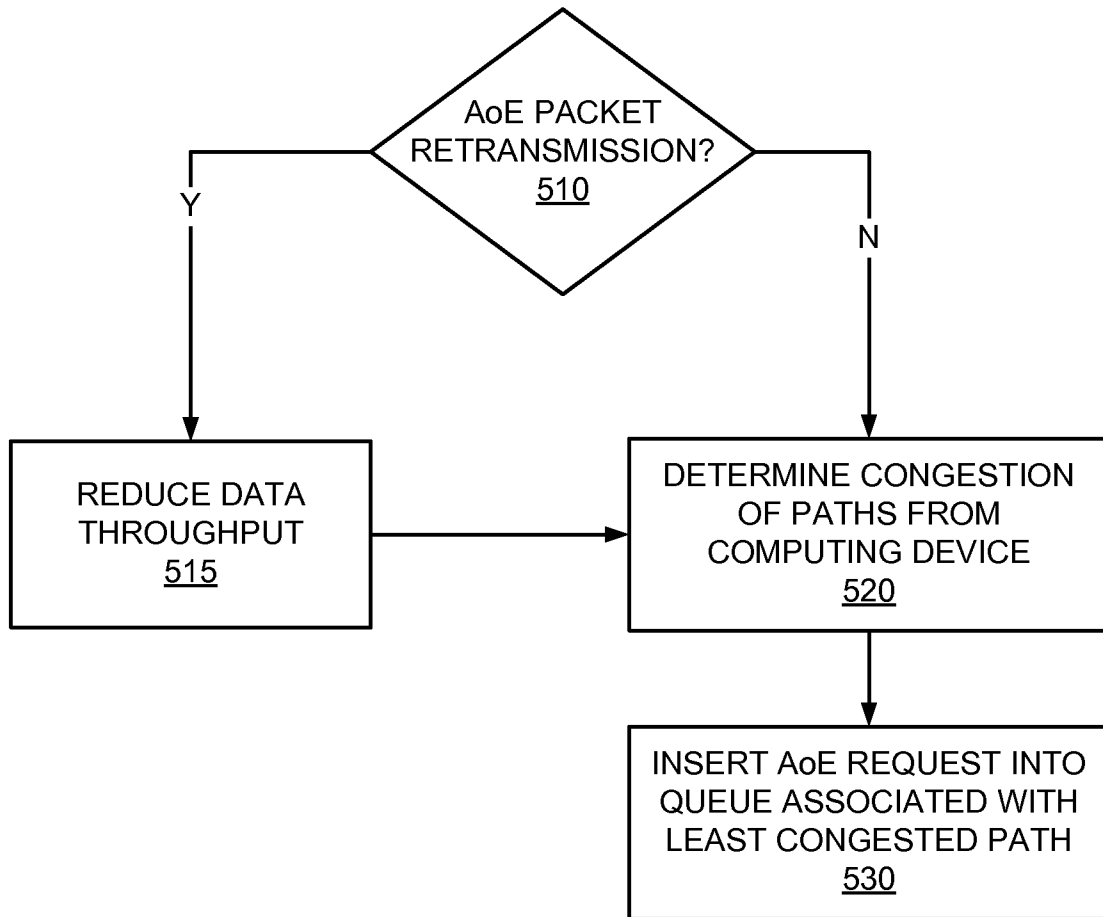 AoE PACKET
RETRANSMISSION?
510
Y
N
REDUCE DATA
THROUGHPUT
515
DETERMINE CONGESTION
OF PATHS FROM
COMPUTING DEVICE
520
INSERT AoE REQUEST INTO
QUEUE ASSOCIATED WITH
LEAST CONGESTED PATH
530